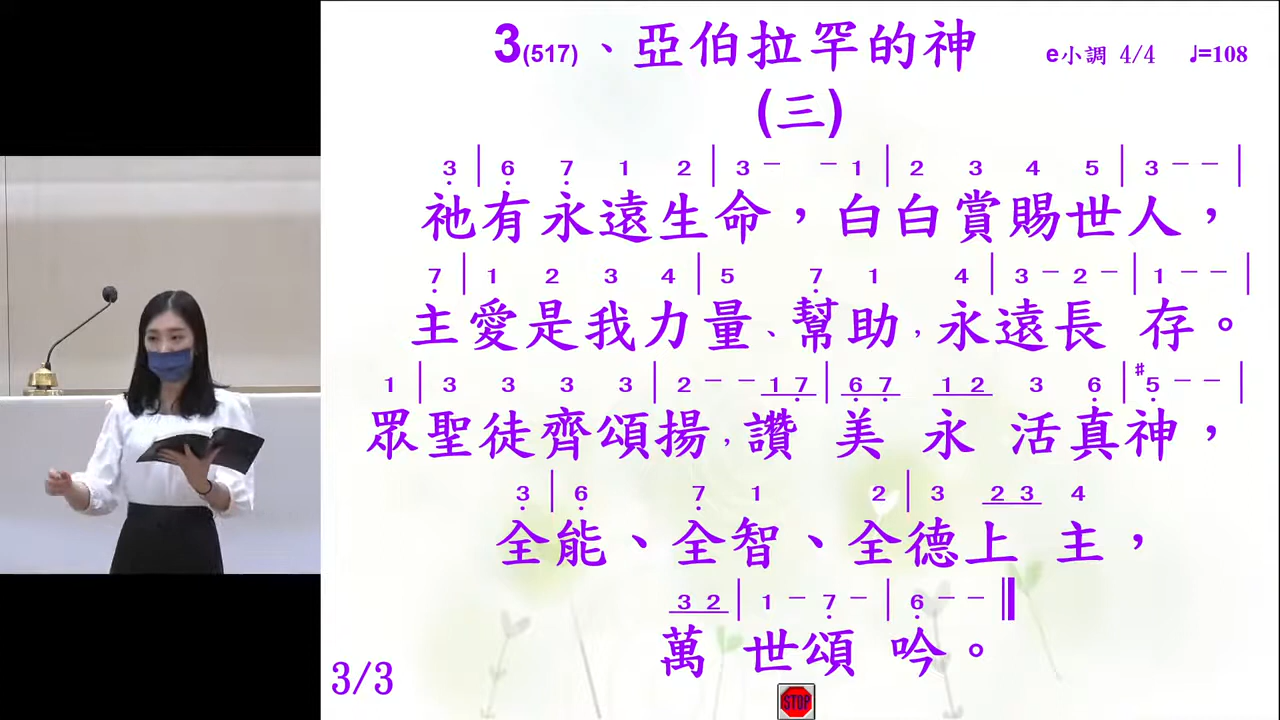 3(517)、亞伯拉罕的神
e小調 4/4 ♩=108
(三)
3 | 6 7 1 2 | 3 – – 1 | 2 3 4 5 | 3 – – |
祂有永遠生命，白白賞賜世人，
7 | 1 2 3 4 | 5 7 1 4 | 3 – 2 – | 1 – – |
主愛是我力量、幫助，永遠長 存。
1 | 3 3 3 3 | 2 – – 1 7 | 6 7 1 2 3 6 | #5 – – |
眾聖徒齊頌揚，讚 美 永 活真神，
3 | 6 7 1 2 | 3 2 3 4
全能、全智、全德上 主，
3 2 | 1 – 7 – | 6 – – ‖
萬 世頌 吟。
3/3
STOP